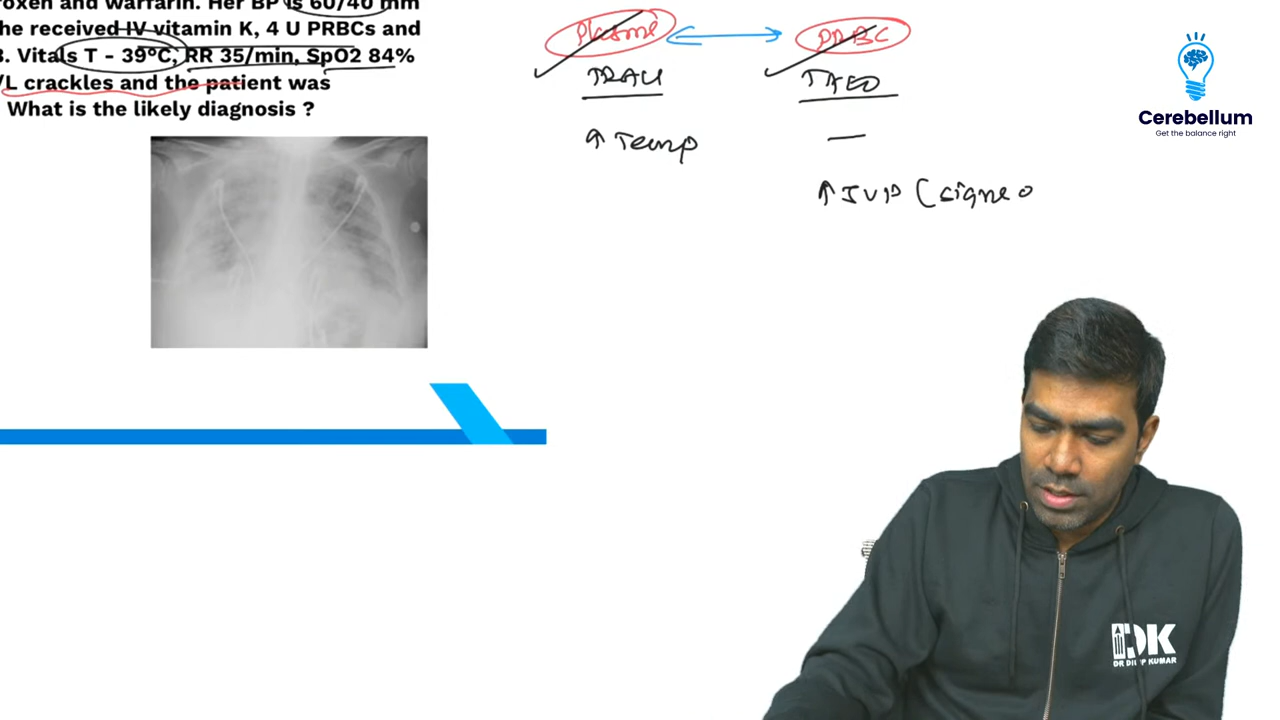 roxen and warfarin. Her BP is 60/40 mm
he received IV vitamin K, 4 U PRBCs and
3. Vitals T - 39°C, RR 35/min, SpO2 84%
/L crackles and the patient was
What is the likely diagnosis ?
Plasma
PRBC
TRALI
TACO
↑ Temp
—
↑ JVP (signs o
Cerebellum
Get the balance right
DK
DR DILIP KUMAR